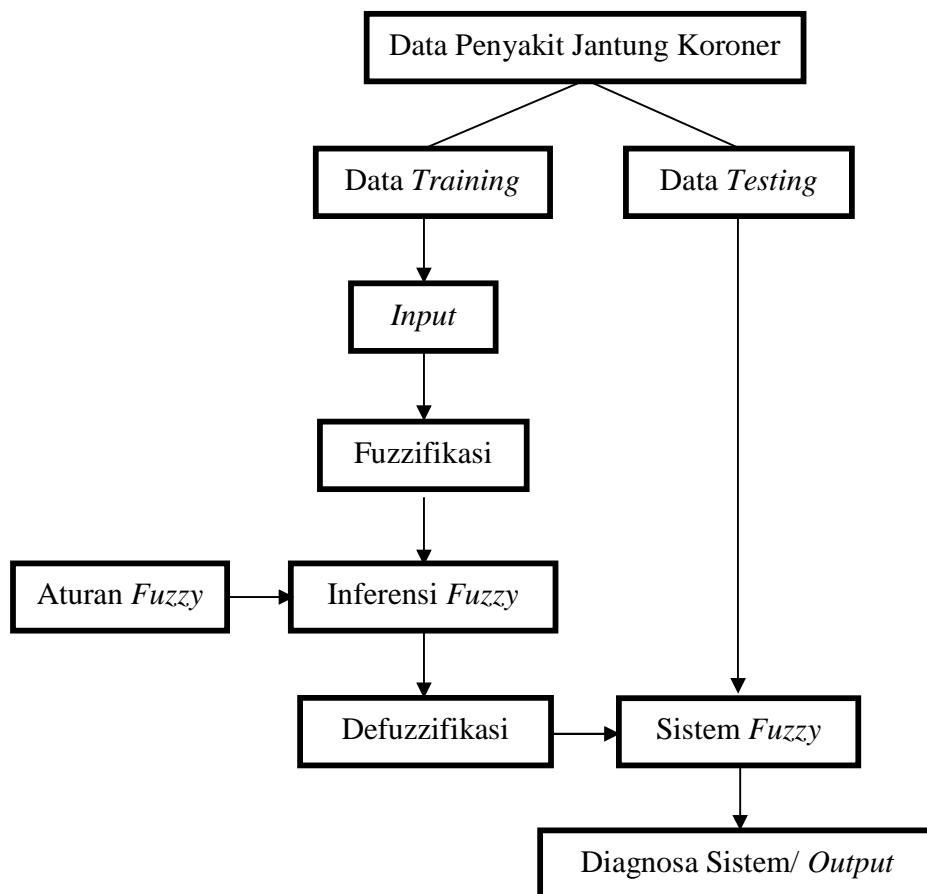 Data Penyakit Jantung Koroner
Data Training
Data Testing
Input
Fuzzifikasi
Aturan Fuzzy
Inferensi Fuzzy
Defuzzifikasi
Sistem Fuzzy
Diagnosa Sistem/ Output